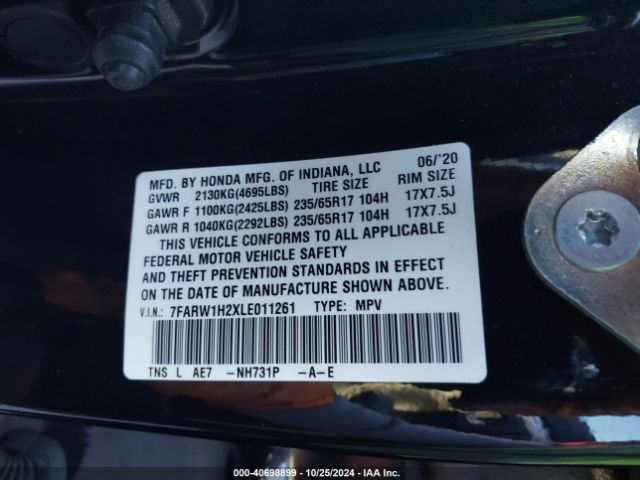 MFD. BY HONDA MFG. OF INDIANA, LLC 06/'20
GVWR 2130KG(4695LBS) TIRE SIZE RIM SIZE
GAWR F 1100KG(2425LBS) 235/65R17 104H 17X7.5J
GAWR R 1040KG(2292LBS) 235/65R17 104H 17X7.5J
THIS VEHICLE CONFORMS TO ALL APPLICABLE
FEDERAL MOTOR VEHICLE SAFETY
AND THEFT PREVENTION STANDARDS IN EFFECT
ON THE DATE OF MANUFACTURE SHOWN ABOVE.
V.I.N.: 7FARW1H2XLE011261 TYPE: MPV
TNS L AE7 -NH731P -A-E
000-40698899 - 10/25/2024 - IAA Inc.